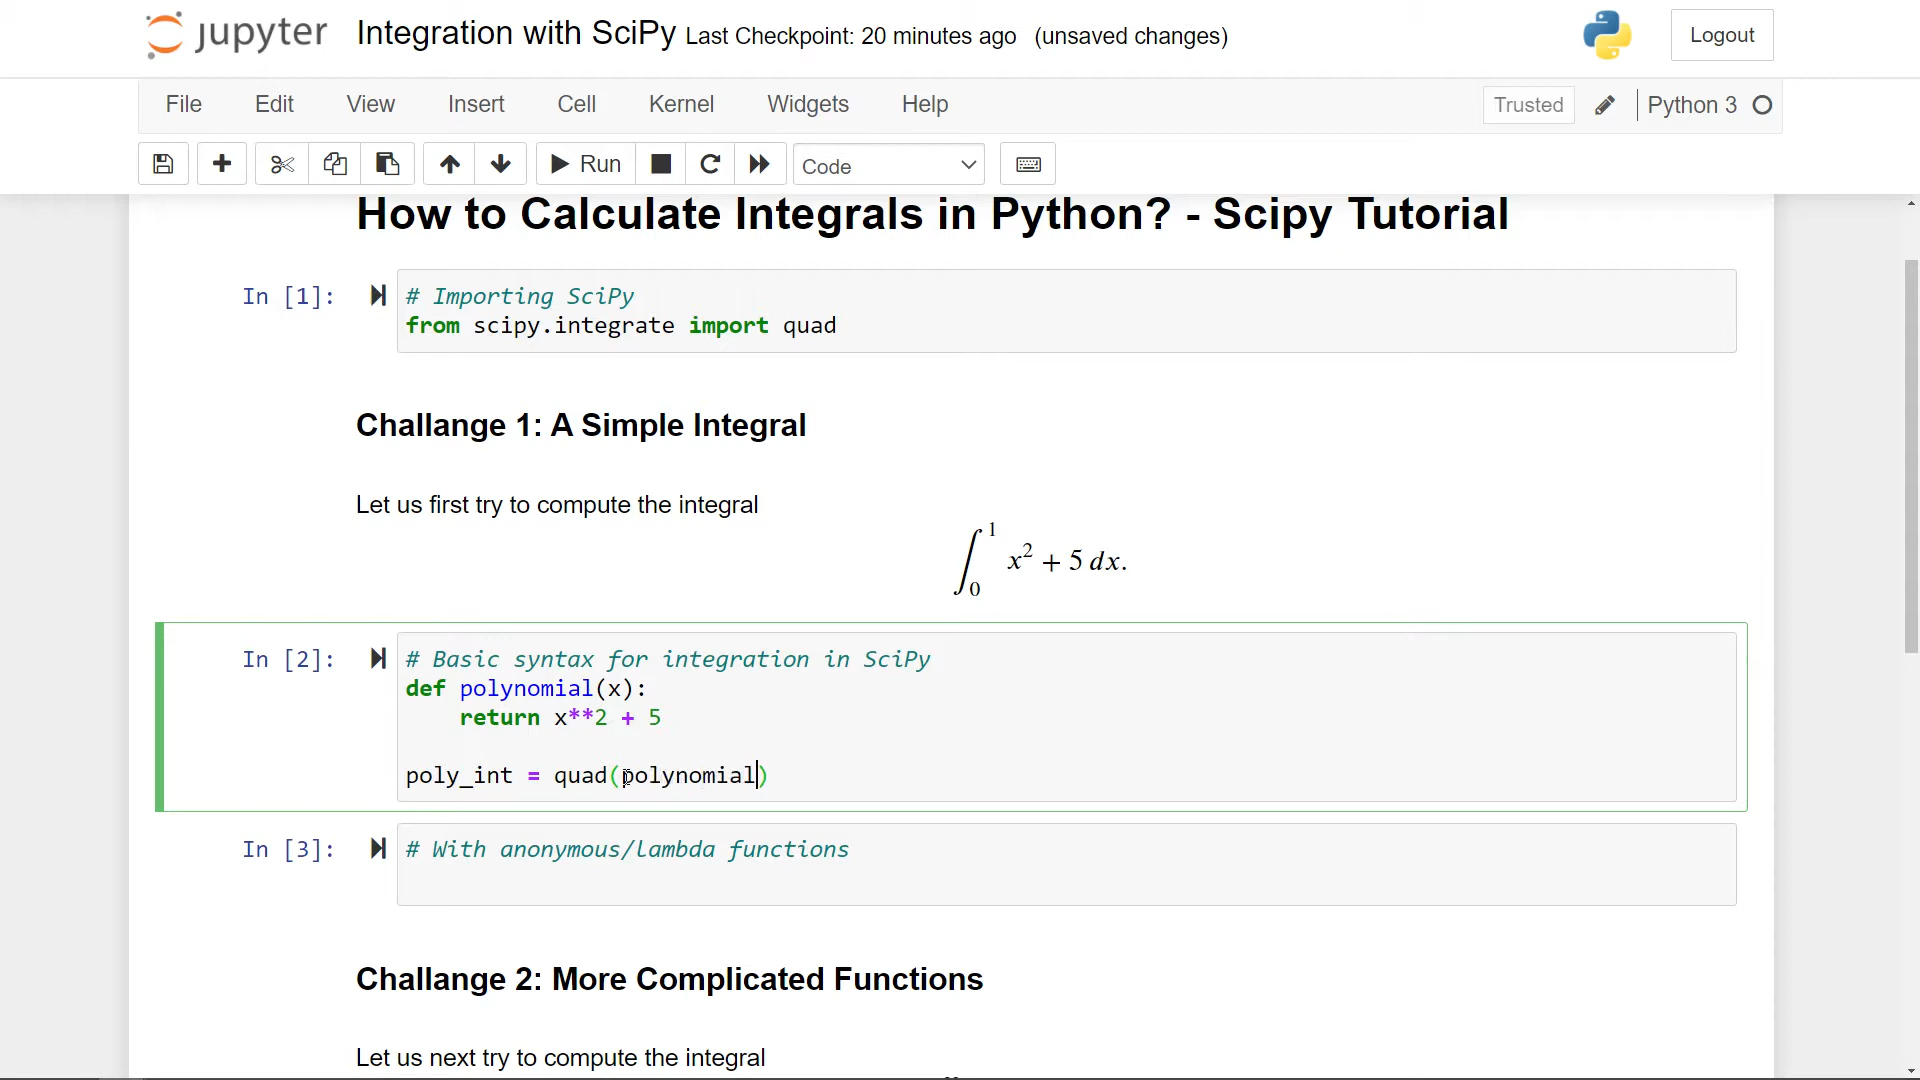 jupyter Integration with SciPy Last Checkpoint: 20 minutes ago (unsaved changes) Logout
File Edit View Insert Cell Kernel Widgets Help Trusted Python 3
Run Code
How to Calculate Integrals in Python? - Scipy Tutorial
In [1]: # Importing SciPy
from scipy.integrate import quad
Challange 1: A Simple Integral
Let us first try to compute the integral
∫₀¹ x² + 5 dx.
In [2]: # Basic syntax for integration in SciPy
def polynomial(x):
    return x**2 + 5
poly_int = quad(polynomial)
In [3]: # With anonymous/lambda functions
Challange 2: More Complicated Functions
Let us next try to compute the integral